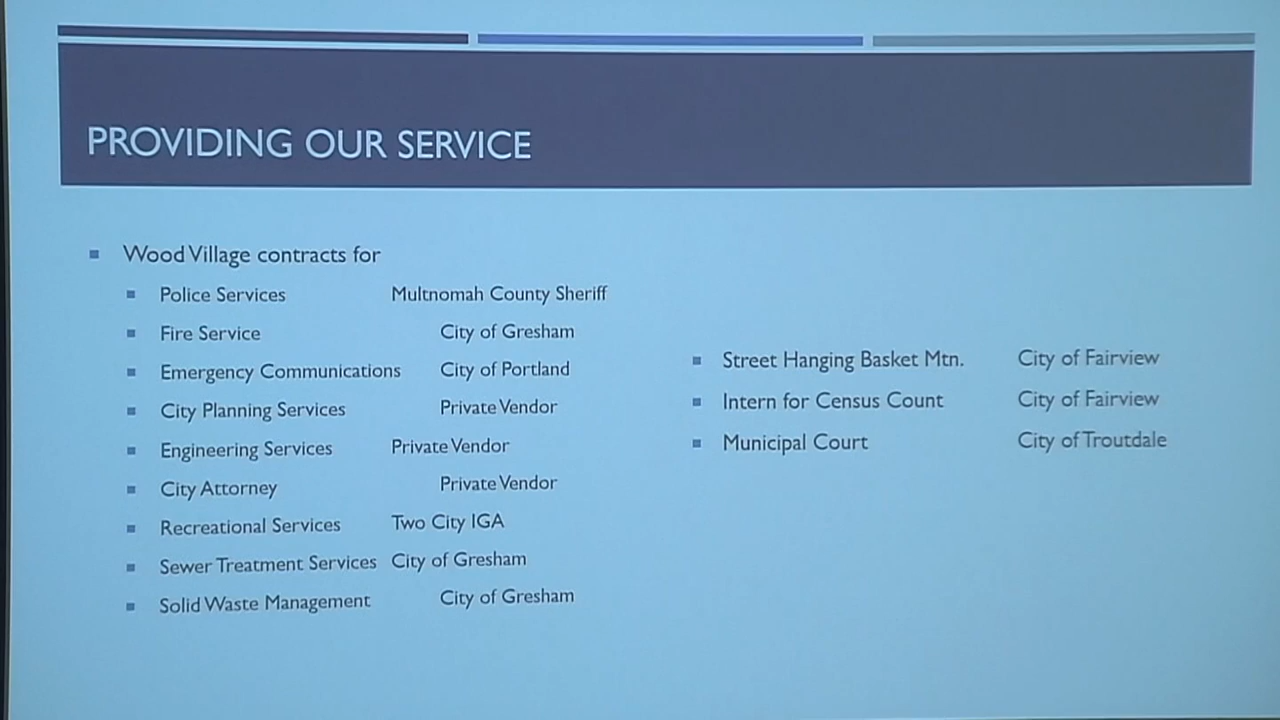 PROVIDING OUR SERVICE
Wood Village contracts for
Police Services Multnomah County Sheriff
Fire Service City of Gresham
Emergency Communications City of Portland
City Planning Services Private Vendor
Engineering Services Private Vendor
City Attorney Private Vendor
Recreational Services Two City IGA
Sewer Treatment Services City of Gresham
Solid Waste Management City of Gresham
Street Hanging Basket Mtn. City of Fairview
Intern for Census Count City of Fairview
Municipal Court City of Troutdale